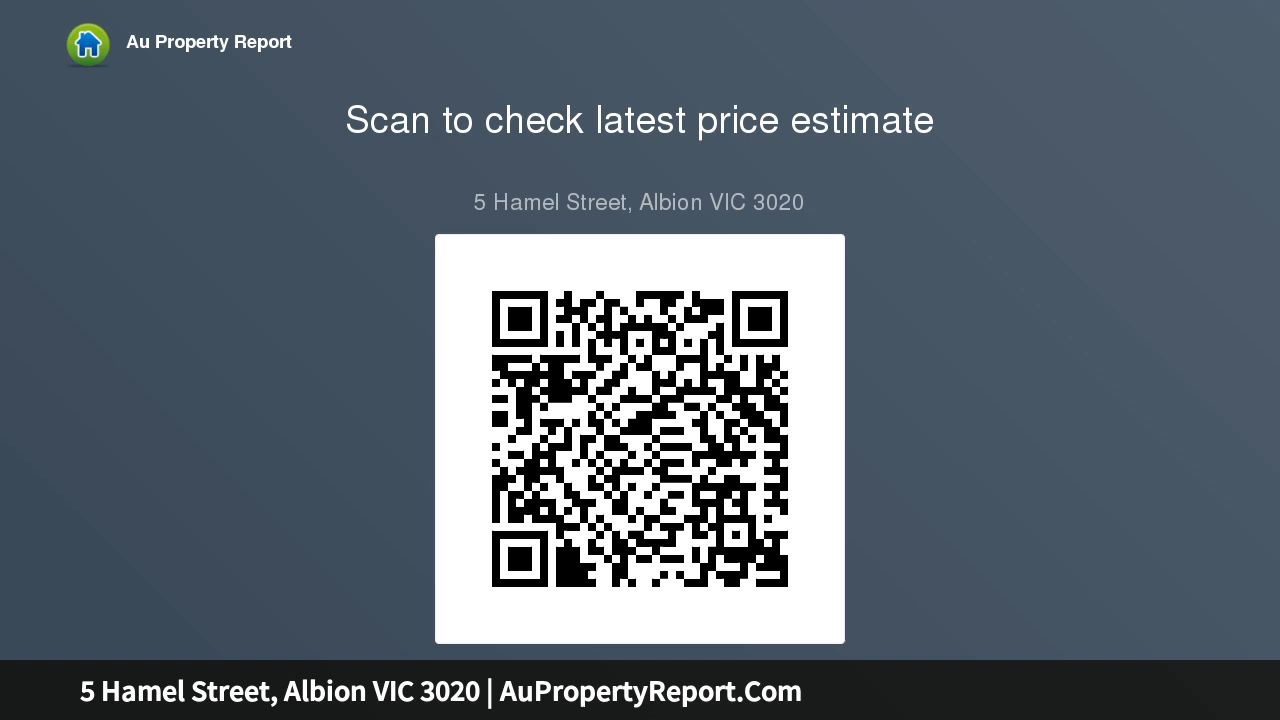 Au Property Report
Scan to check latest price estimate
5 Hamel Street, Albion VIC 3020
5 Hamel Street, Albion VIC 3020 | AuPropertyReport.Com